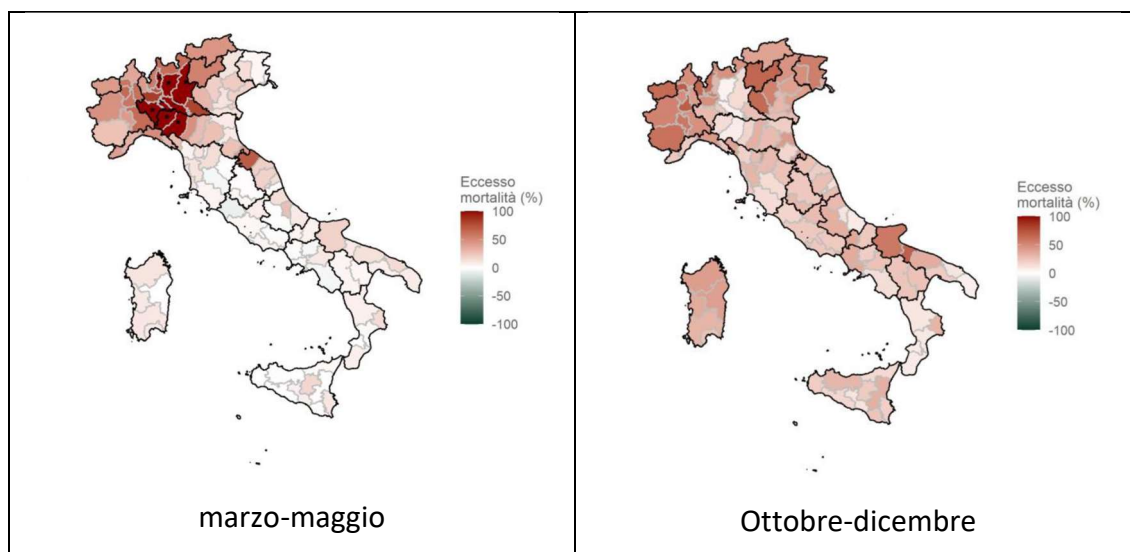 Eccesso
mortalità (%)
100
50
0
-50
-100
marzo-maggio
Eccesso
mortalità (%)
100
50
0
-50
-100
Ottobre-dicembre